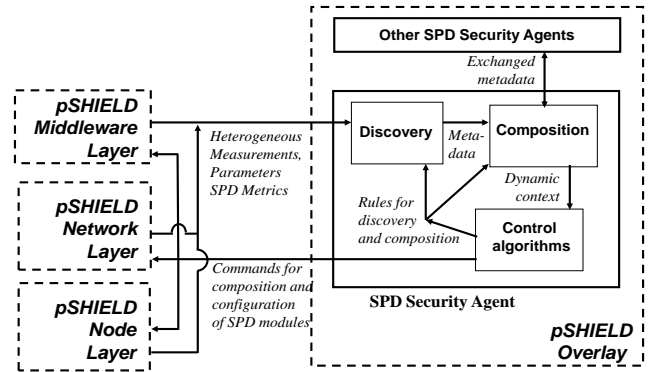 Other SPD Security Agents
Exchanged
metadata
pSHIELD
Middleware
Layer
Heterogeneous
Measurements,
Parameters
SPD Metrics
Discovery
Meta-
data
Composition
Dynamic
context
Rules for
discovery
and composition
Control
algorithms
pSHIELD
Network
Layer
Commands for
composition and
configuration
of SPD modules
pSHIELD
Node
Layer
SPD Security Agent
pSHIELD
Overlay